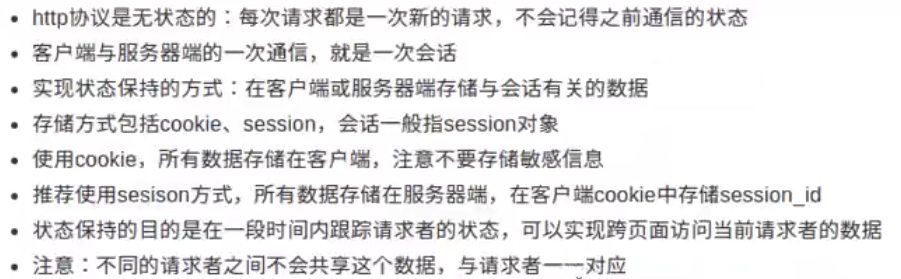 http协议是无状态的：每次请求都是一次新的请求，不会记得之前通信的状态
客户端与服务器端的一次通信，就是一次会话
实现状态保持的方式：在客户端或服务器端存储与会话有关的数据
存储方式包括cookie、session，会话一般指session对象
使用cookie，所有数据存储在客户端，注意不要存储敏感信息
推荐使用sesison方式，所有数据存储在服务器端，在客户端cookie中存储session_id
状态保持的目的是在一段时间内跟踪请求者的状态，可以实现跨页面访问当前请求者的数据
注意：不同的请求者之间不会共享这个数据，与请求者一一对应